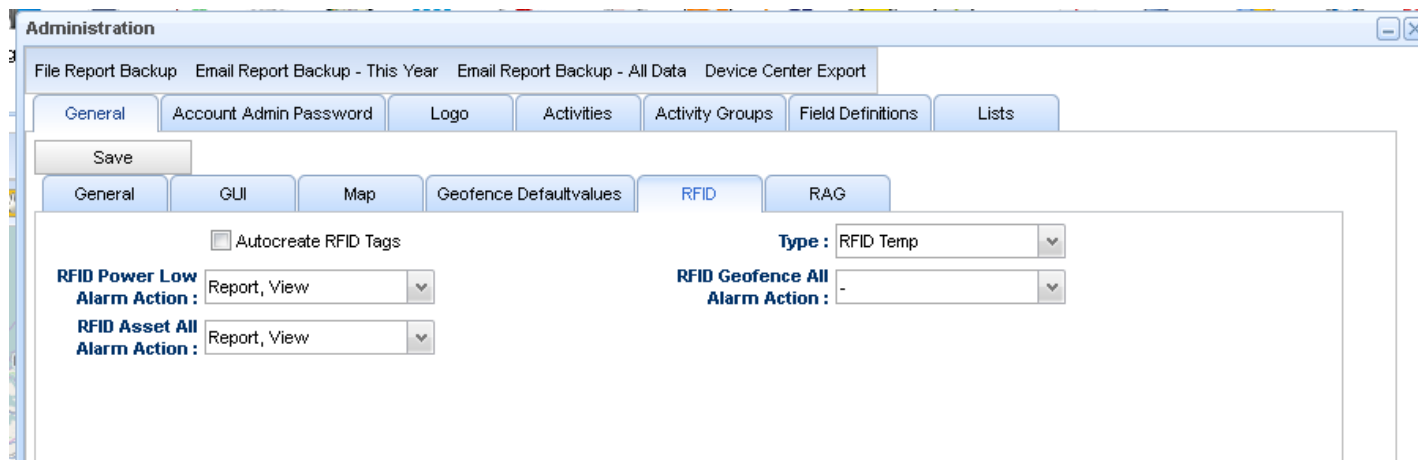 Administration
File Report Backup Email Report Backup - This Year Email Report Backup - All Data Device Center Export
General Account Admin Password Logo Activities Activity Groups Field Definitions Lists
Save
General GUI Map Geofence Defaultvalues RFID RAG
Autocreate RFID Tags Type : RFID Temp
RFID Power Low Alarm Action : Report, View RFID Geofence All Alarm Action : -
RFID Asset All Alarm Action : Report, View